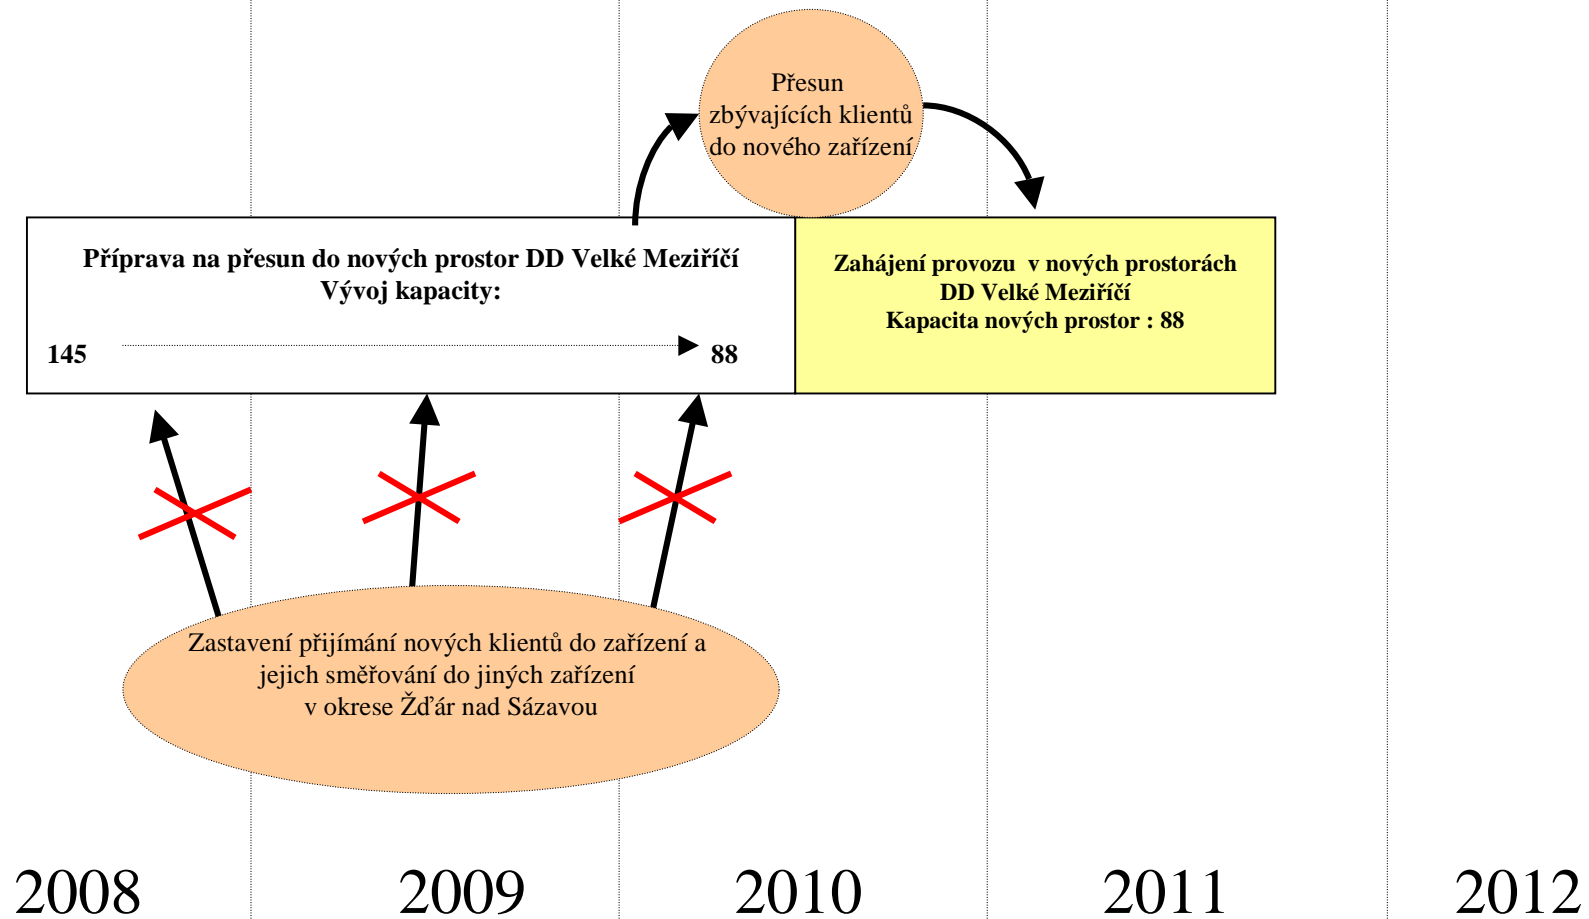 Přesun
zbývajících klientů
do nového zařízení
Příprava na přesun do nových prostor DD Velké Meziříčí
Vývoj kapacity:
145
88
Zahájení provozu v nových prostorách
DD Velké Meziříčí
Kapacita nových prostor : 88
Zastavení přijímání nových klientů do zařízení a
jejich směřování do jiných zařízení
v okrese Žďár nad Sázavou
2008
2009
2010
2011
2012